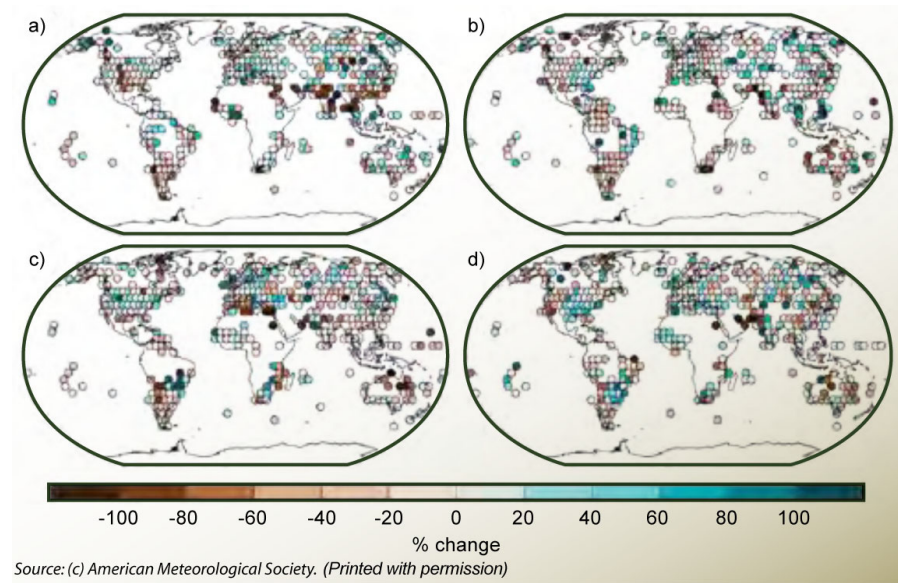 a)
b)
c)
d)
-100 -80 -60 -40 -20 0 20 40 60 80 100
% change
Source: (c) American Meteorological Society. (Printed with permission)